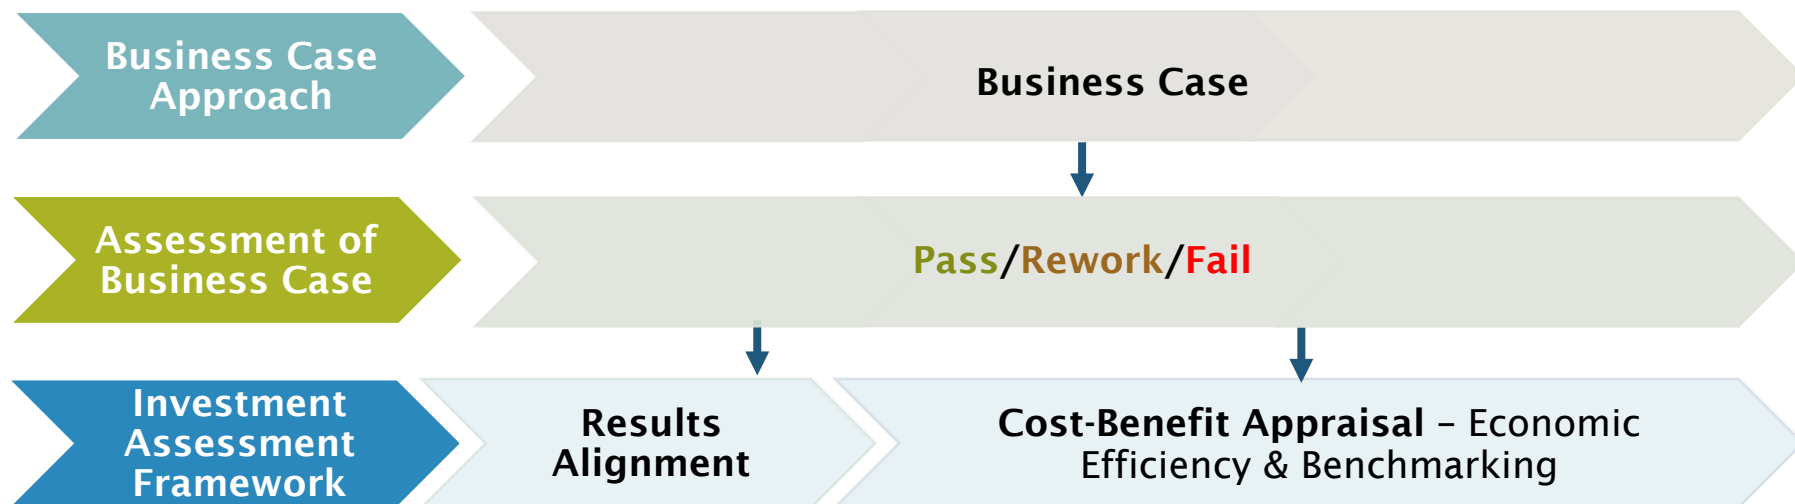 Business Case
Approach
Business Case
Assessment of
Business Case
Pass/Rework/Fail
Investment
Assessment
Framework
Results
Alignment
Cost-Benefit Appraisal – Economic
Efficiency & Benchmarking